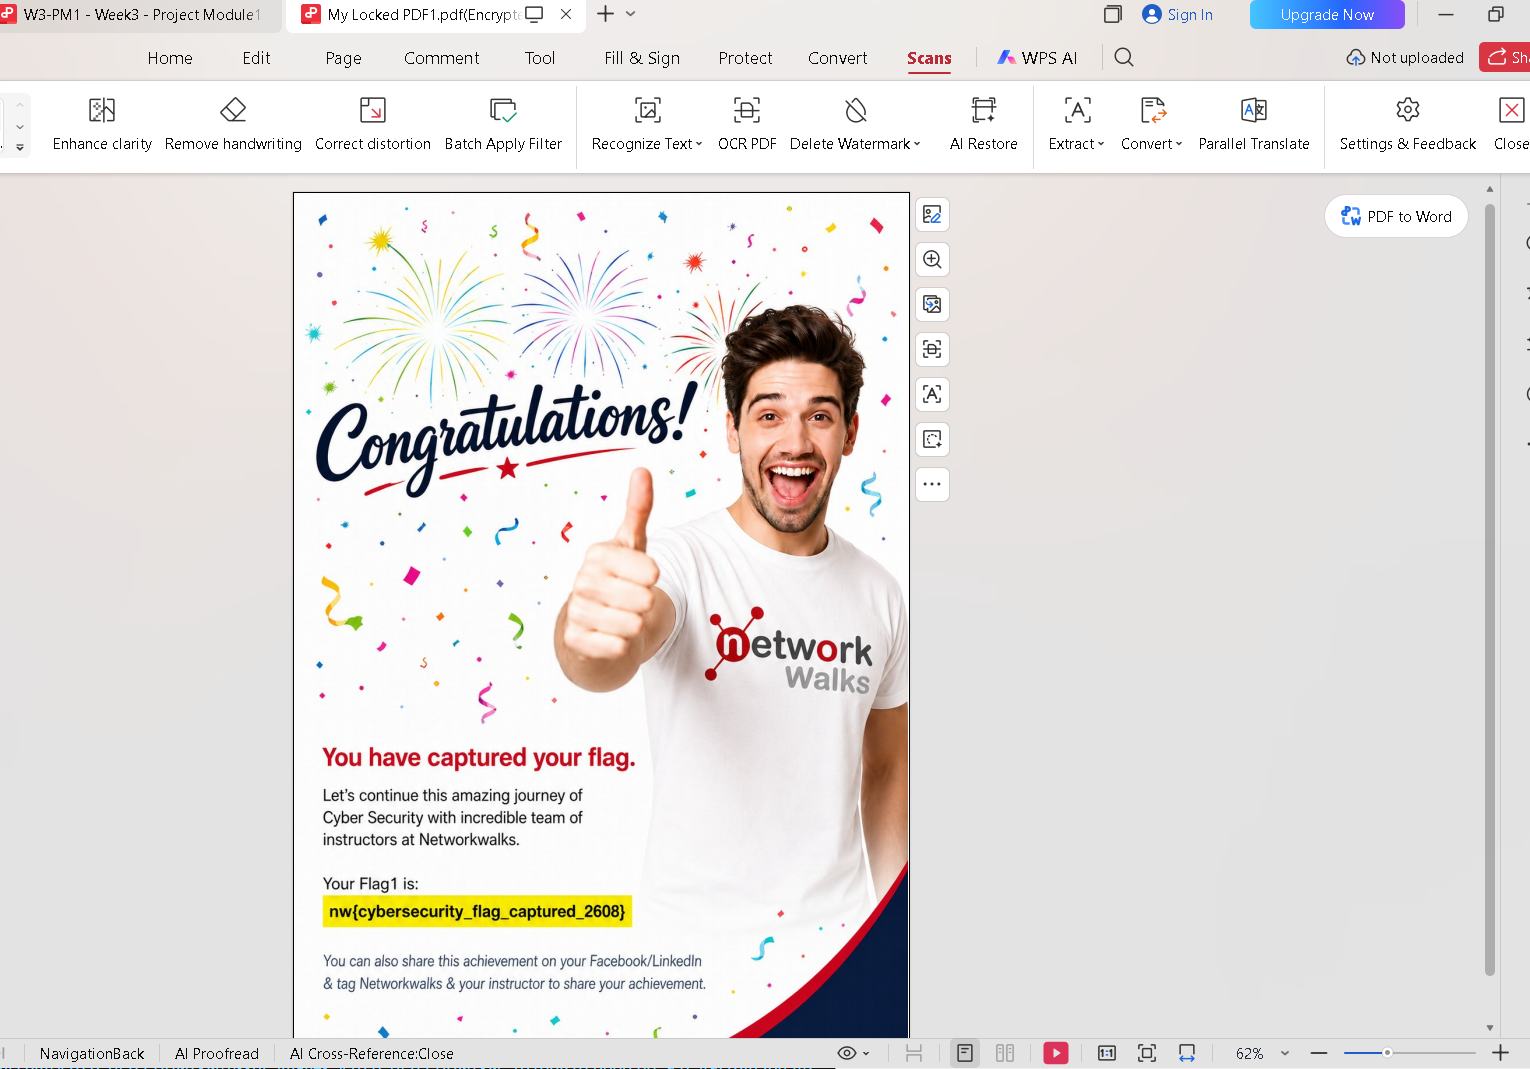 W3-PM1 - Week3 - Project Module1
My Locked PDF1.pdf(Encrypte
Sign In
Upgrade Now
Home Edit Page Comment Tool Fill & Sign Protect Convert Scans WPS AI
Not uploaded
Enhance clarity Remove handwriting Correct distortion Batch Apply Filter Recognize Text OCR PDF Delete Watermark AI Restore Extract Convert Parallel Translate Settings & Feedback Close
PDF to Word
Congratulations!
network
Walks
You have captured your flag.
Let's continue this amazing journey of
Cyber Security with incredible team of
instructors at Networkwalks.
Your Flag1 is:
nw{cybersecurity_flag_captured_2608}
You can also share this achievement on your Facebook/LinkedIn
& tag Networkwalks & your instructor to share your achievement.
NavigationBack AI Proofread AI Cross-Reference:Close
1:1
62%